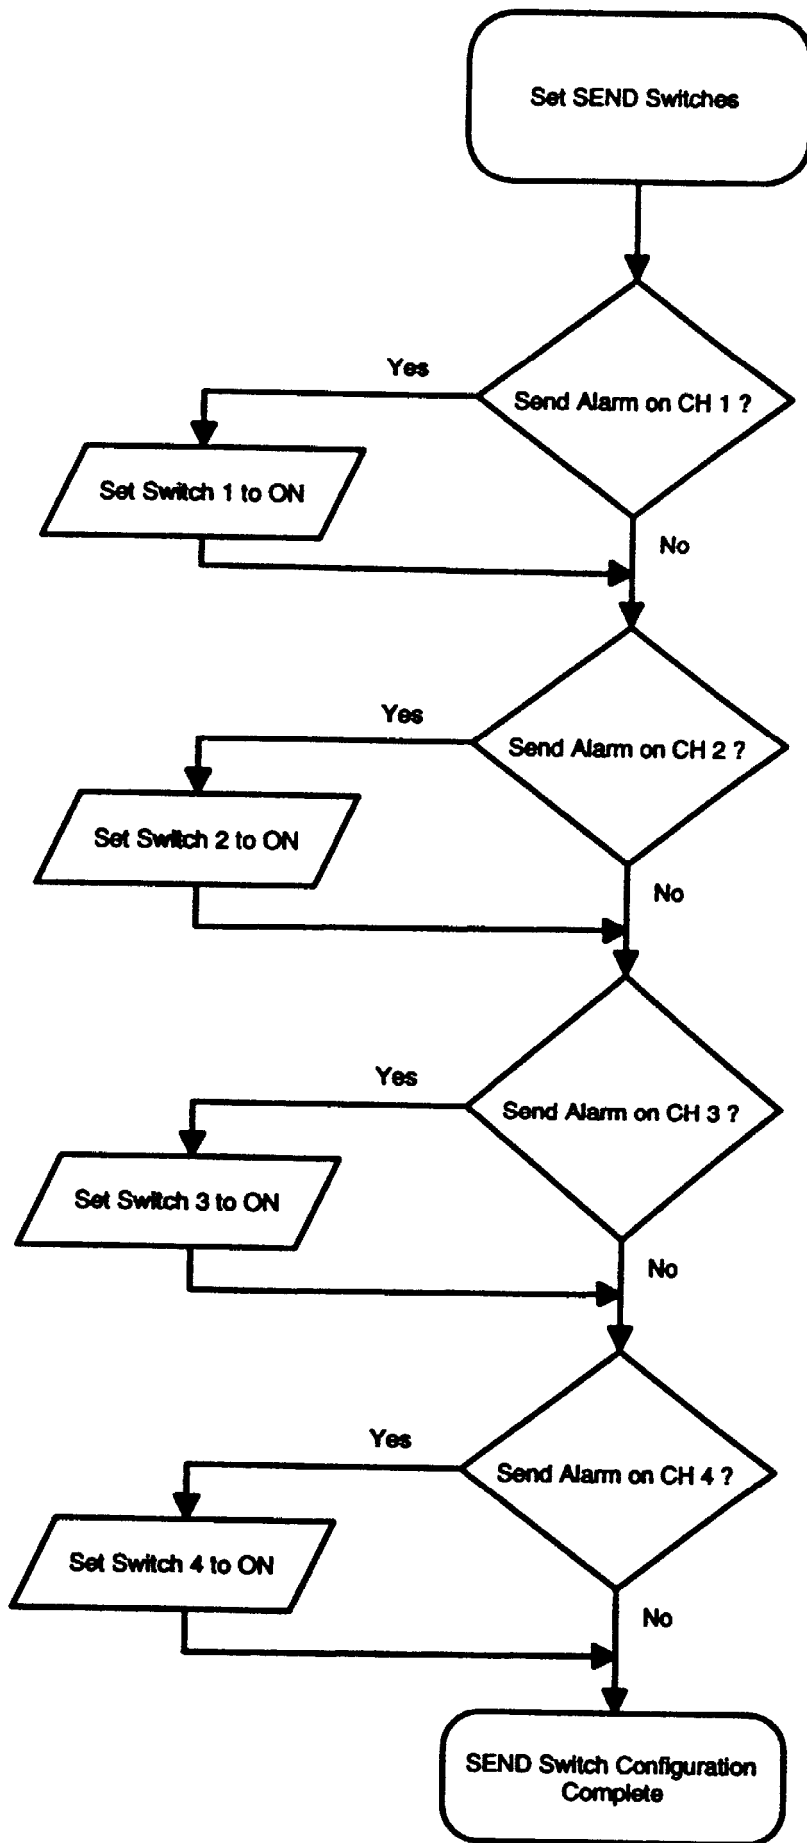 Set SEND Switches
Yes
Send Alarm on CH 1 ?
Set Switch 1 to ON
No
Yes
Send Alarm on CH 2 ?
Set Switch 2 to ON
No
Yes
Send Alarm on CH 3 ?
Set Switch 3 to ON
No
Yes
Send Alarm on CH 4 ?
Set Switch 4 to ON
No
SEND Switch Configuration
Complete